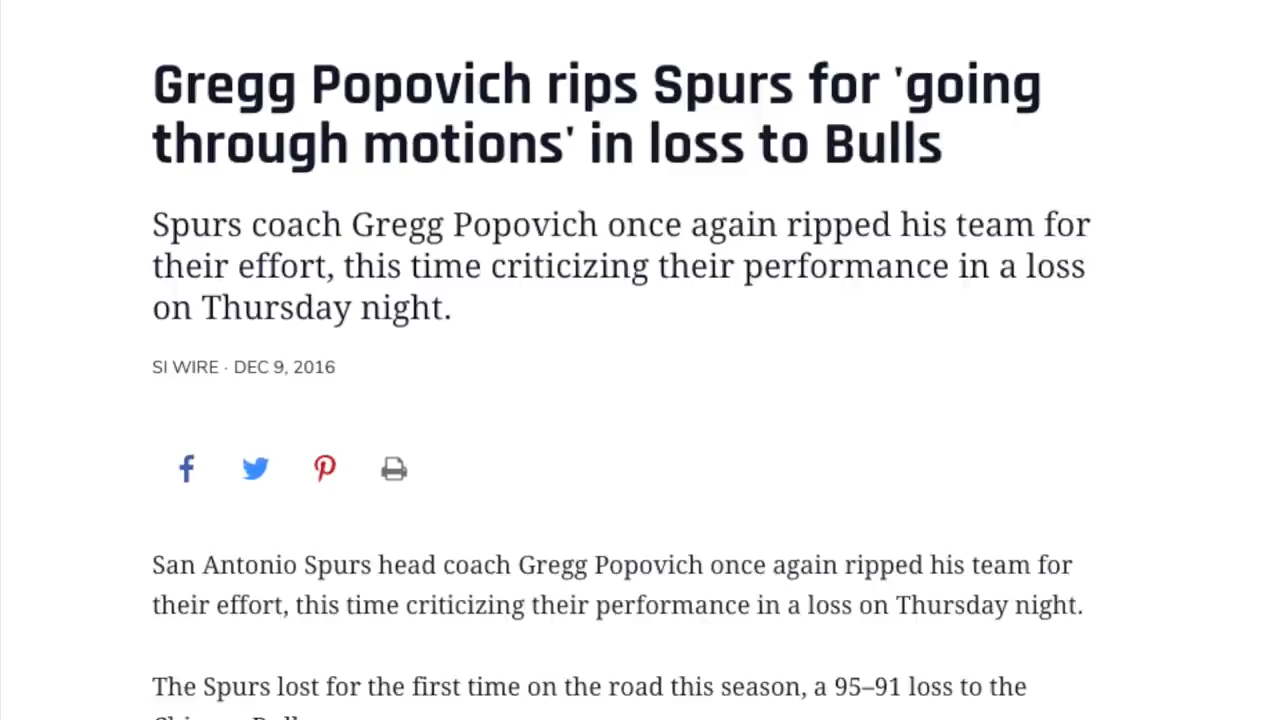 Gregg Popovich rips Spurs for 'going
through motions' in loss to Bulls
Spurs coach Gregg Popovich once again ripped his team for
their effort, this time criticizing their performance in a loss
on Thursday night.
SI WIRE · DEC 9, 2016
San Antonio Spurs head coach Gregg Popovich once again ripped his team for
their effort, this time criticizing their performance in a loss on Thursday night.
The Spurs lost for the first time on the road this season, a 95–91 loss to the